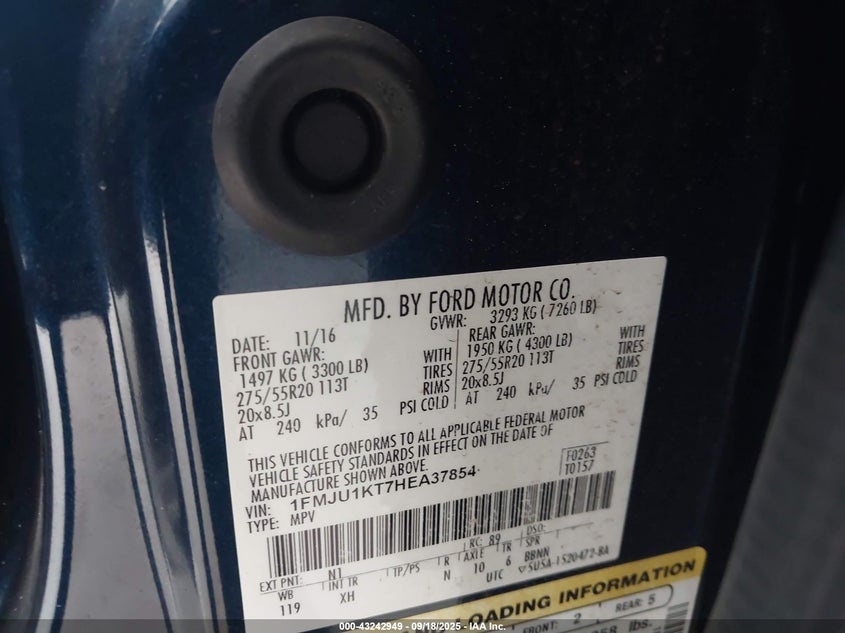 MFD. BY FORD MOTOR CO.
DATE: 11/16 GVWR: 3293 KG ( 7260 LB)
FRONT GAWR: REAR GAWR:
1497 KG ( 3300 LB) WITH 1950 KG ( 4300 LB) WITH
275/55R20 113T TIRES 275/55R20 113T TIRES
20x8.5J RIMS 20x8.5J RIMS
AT 240 kPa/ 35 PSI COLD AT 240 kPa/ 35 PSI COLD
THIS VEHICLE CONFORMS TO ALL APPLICABLE FEDERAL MOTOR
VEHICLE SAFETY STANDARDS IN EFFECT ON THE DATE OF
MANUFACTURE SHOWN ABOVE.
F0263
T0157
VIN: 1FMJU1KT7HEA37854
TYPE: MPV
RC: 89 DSO:
EXT PNT: N1 INT TR TP/PS R AXLE TR SPR
WB 119 XH N 10 6 BBNN
UTC 5U5A-1520472-BA
LOADING INFORMATION
FRONT: 2 REAR: 5
lbs.
© 2025 - 43242949 - 09/18/2025 - IAA Inc.